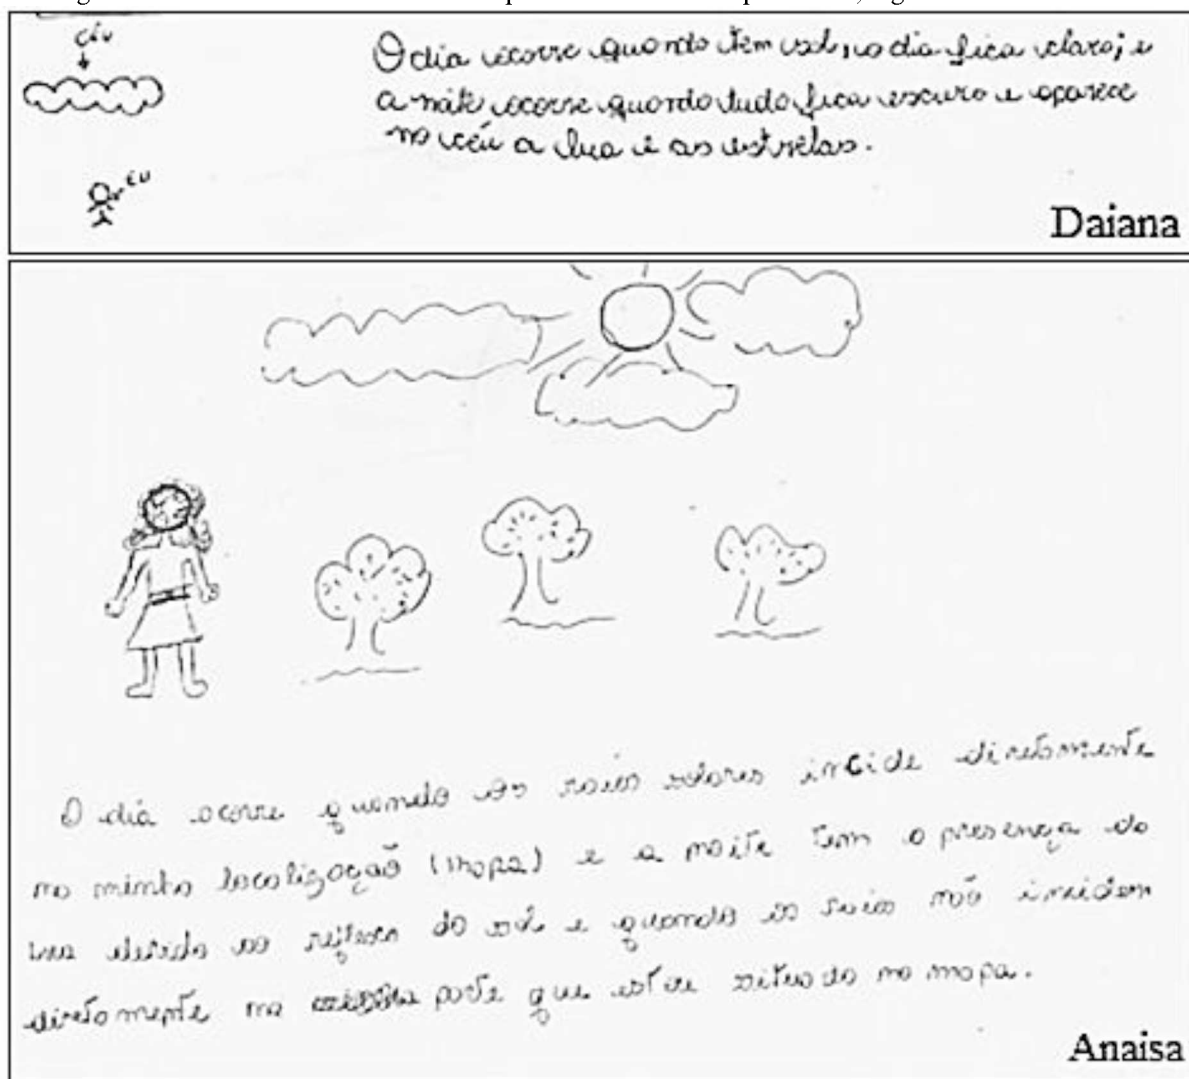 céu
O dia ocorre quando tem sol, no dia fica claro; e
a noite ocorre quando tudo fica escuro e aparece
no céu a lua e as estrelas.
eu
Daiana
O dia ocorre quando os raios solares incide diretamente
na minha localização (mapa) e a noite tem a presença da
lua devido ao reflexo do sol e quando os raios não incidem
diretamente na parte que estou situado no mapa.
Anaisa